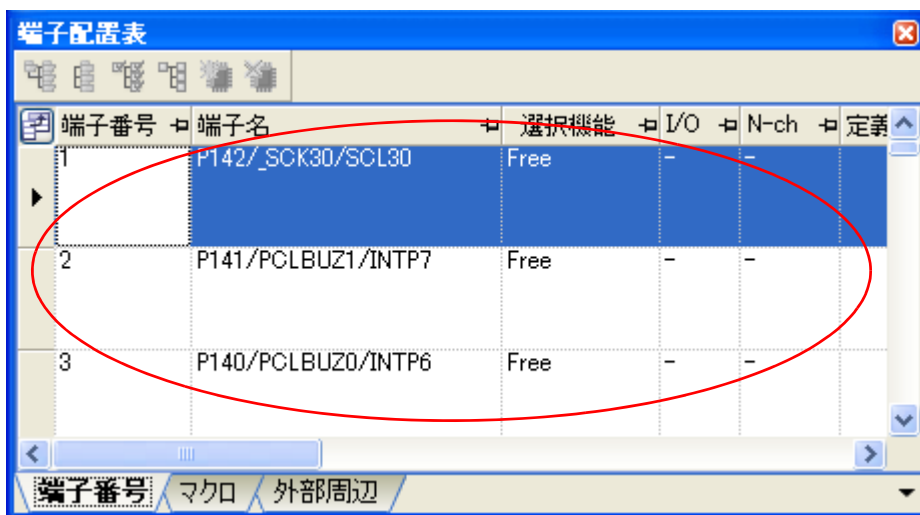 端子配置表
端子番号 端子名 選択機能 I/O N-ch 定義
1 P142/_SCK30/SCL30 Free - -
2 P141/PCLBUZ1/INTP7 Free - -
3 P140/PCLBUZ0/INTP6 Free - -
端子番号 マクロ 外部周辺